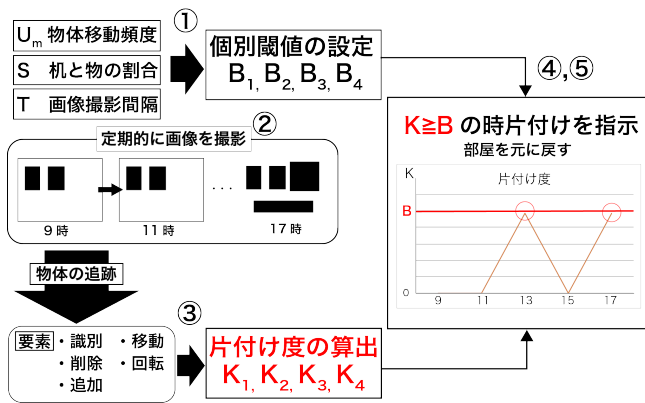 ①
Um 物体移動頻度
S 机と物の割合
T 画像撮影間隔
個別閾値の設定
B1, B2, B3, B4
④,⑤
定期的に画像を撮影
②
9時
11時
...
17時
K≧B の時片付けを指示
部屋を元に戻す
片付け度
K
B
0
9 11 13 15 17
物体の追跡
③
要素
・識別 ・移動
・削除 ・回転
・追加
片付け度の算出
K1, K2, K3, K4